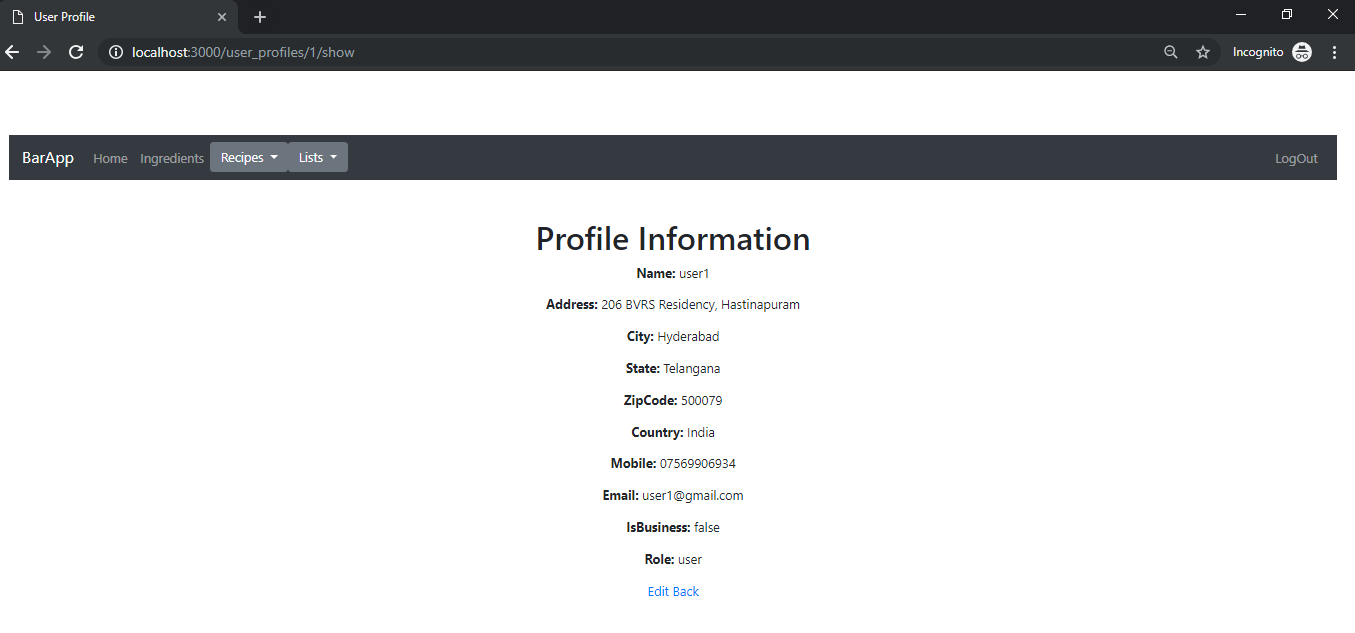 User Profile
localhost:3000/user_profiles/1/show
Incognito
BarApp Home Ingredients Recipes Lists LogOut
Profile Information
Name: user1
Address: 206 BVRS Residency, Hastinapuram
City: Hyderabad
State: Telangana
ZipCode: 500079
Country: India
Mobile: 07569906934
Email: user1@gmail.com
IsBusiness: false
Role: user
Edit Back